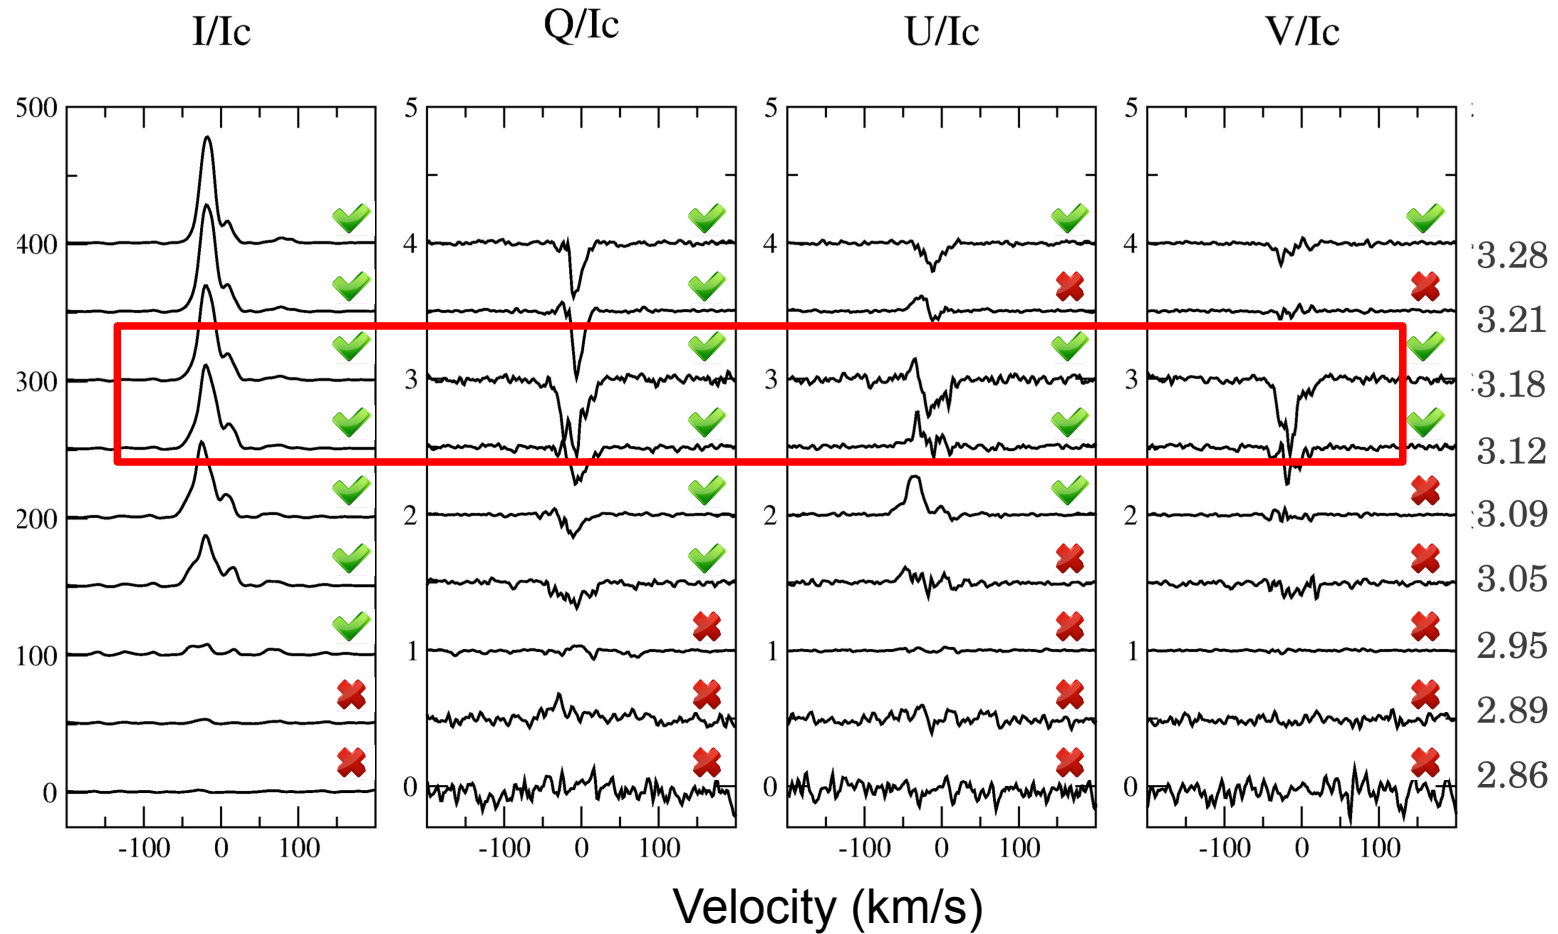 I/Ic Q/Ic U/Ic V/Ic
500 5 5 5
400 4 4 4 3.28
3.21
300 3 3 3 3.18
3.12
200 2 2 2 3.09
3.05
100 1 1 1 2.95
2.89
0 0 0 0 2.86
-100 0 100 -100 0 100 -100 0 100 -100 0 100
Velocity (km/s)